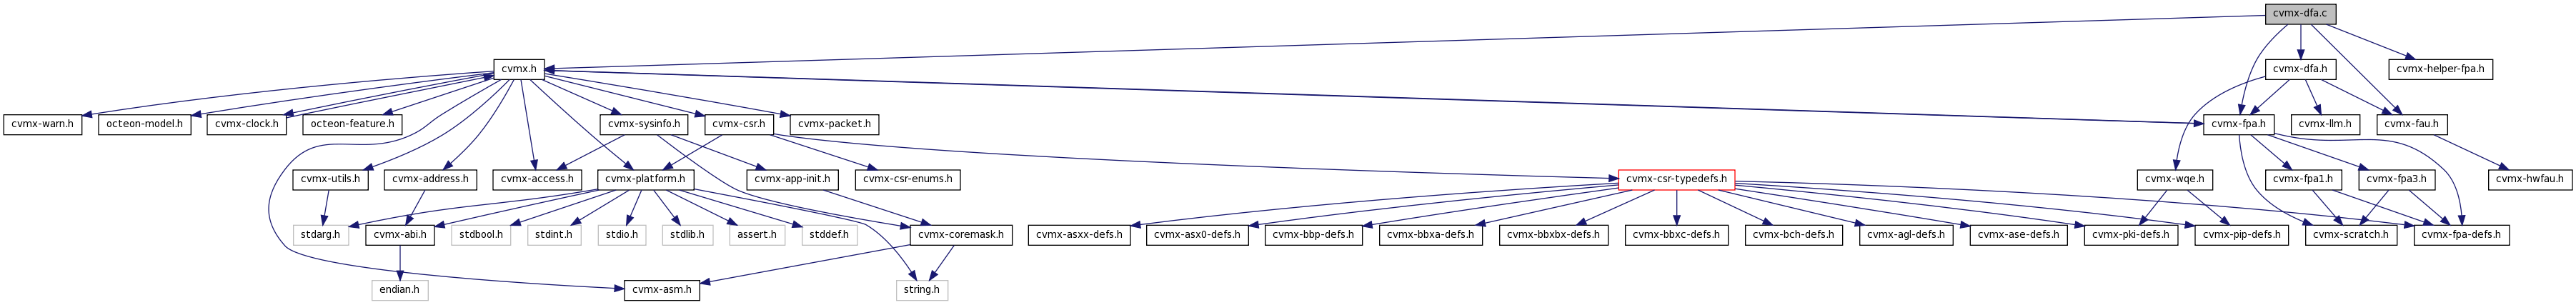 cvmx-dfa.c
cvmx.h
cvmx-dfa.h
cvmx-helper-fpa.h
cvmx-warn.h
octeon-model.h
cvmx-clock.h
octeon-feature.h
cvmx-sysinfo.h
cvmx-csr.h
cvmx-packet.h
cvmx-fpa.h
cvmx-llm.h
cvmx-fau.h
cvmx-utils.h
cvmx-address.h
cvmx-access.h
cvmx-platform.h
cvmx-app-init.h
cvmx-csr-enums.h
cvmx-csr-typedefs.h
cvmx-wqe.h
cvmx-fpa1.h
cvmx-fpa3.h
cvmx-hwfau.h
stdarg.h
cvmx-abi.h
stdbool.h
stdint.h
stdio.h
stdlib.h
assert.h
stddef.h
cvmx-coremask.h
cvmx-asxx-defs.h
cvmx-asx0-defs.h
cvmx-bbp-defs.h
cvmx-bbxa-defs.h
cvmx-bbxbx-defs.h
cvmx-bbxc-defs.h
cvmx-bch-defs.h
cvmx-agl-defs.h
cvmx-ase-defs.h
cvmx-pki-defs.h
cvmx-pip-defs.h
cvmx-scratch.h
cvmx-fpa-defs.h
endian.h
cvmx-asm.h
string.h